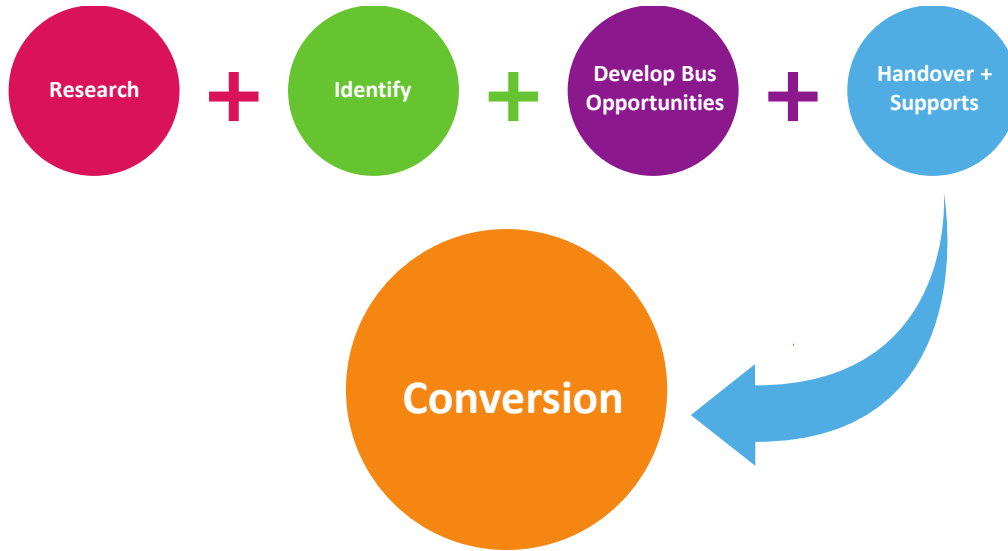 Research
Identify
Develop Bus
Opportunities
Handover +
Supports
Conversion